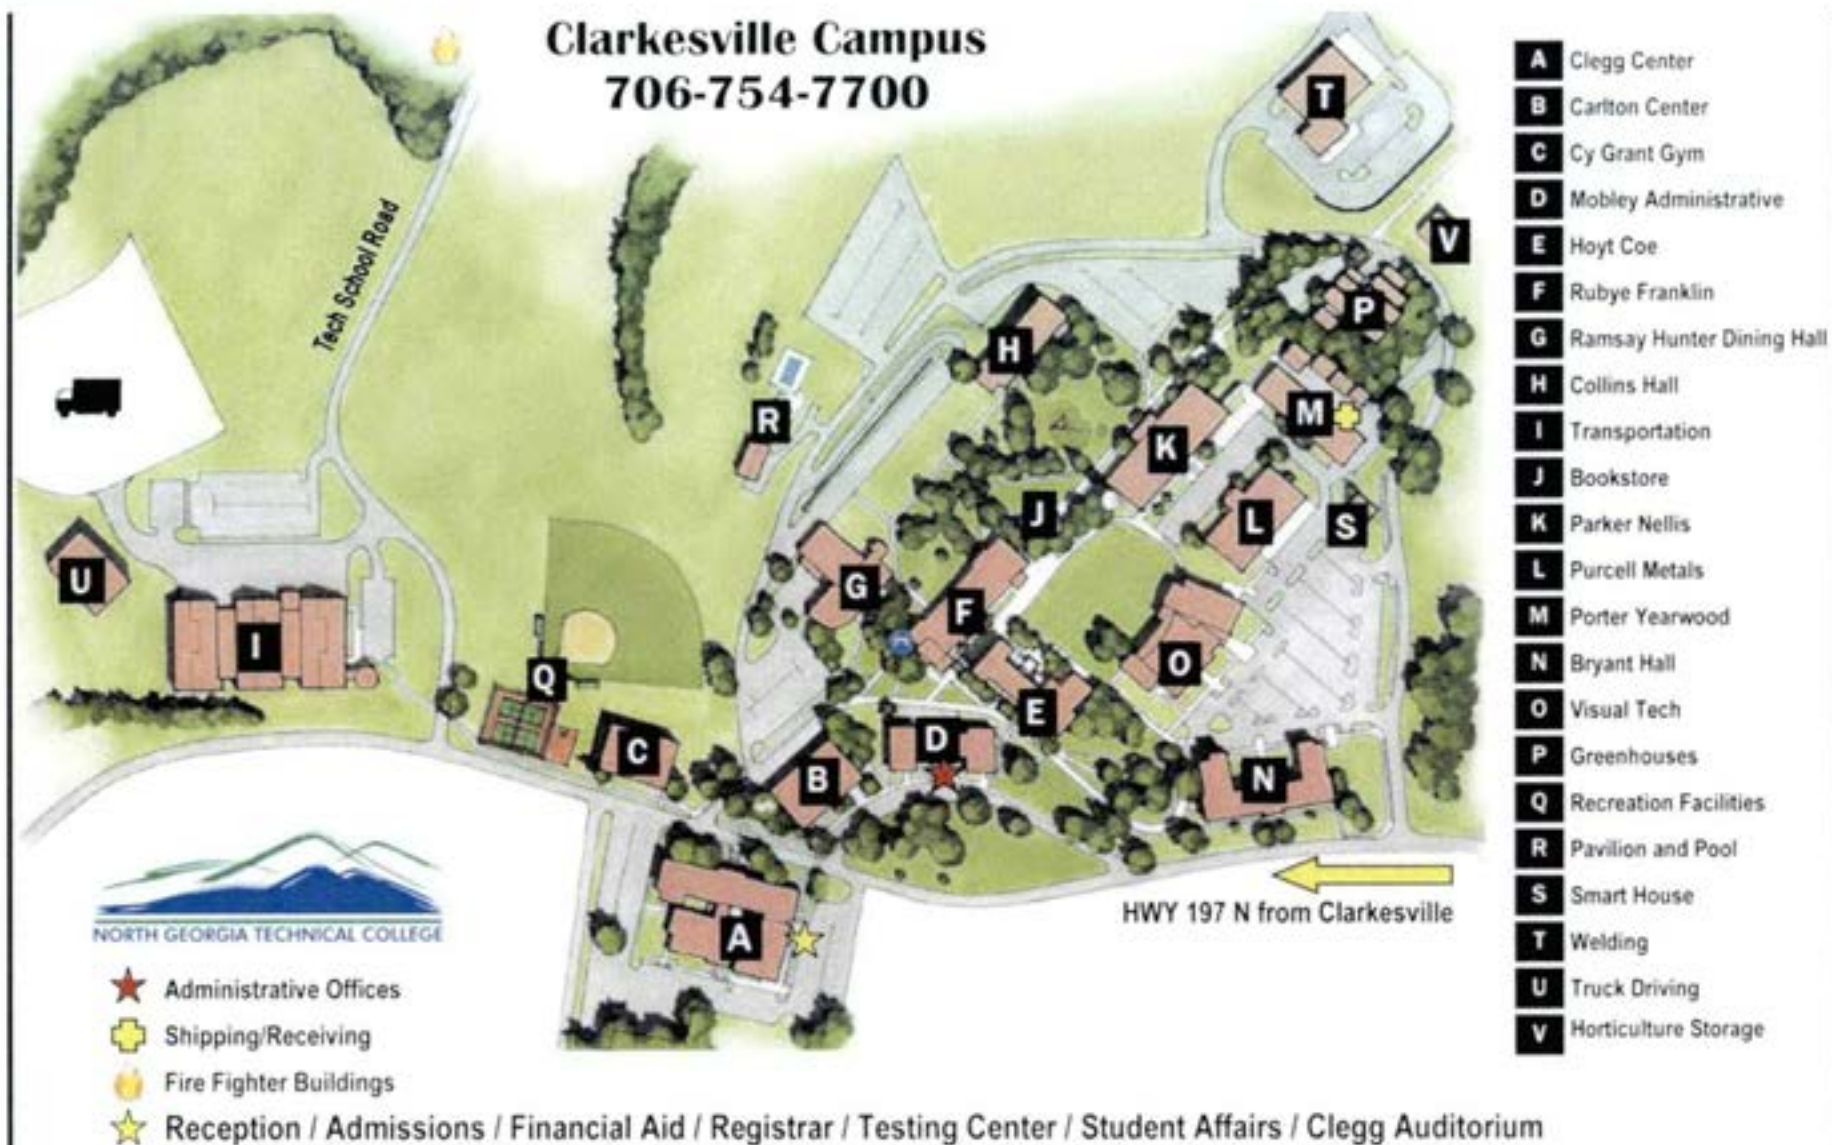 Clarkesville Campus
706-754-7700
Tech School Road
T
V
P
H
R
M
K
J
L
S
U
G
F
I
O
Q
E
C
D
B
N
A
HWY 197 N from Clarkesville
NORTH GEORGIA TECHNICAL COLLEGE
Administrative Offices
Shipping/Receiving
Fire Fighter Buildings
Reception / Admissions / Financial Aid / Registrar / Testing Center / Student Affairs / Clegg Auditorium
A Clegg Center
B Carlton Center
C Cy Grant Gym
D Mobley Administrative
E Hoyt Coe
F Rubye Franklin
G Ramsay Hunter Dining Hall
H Collins Hall
I Transportation
J Bookstore
K Parker Nellis
L Purcell Metals
M Porter Yearwood
N Bryant Hall
O Visual Tech
P Greenhouses
Q Recreation Facilities
R Pavilion and Pool
S Smart House
T Welding
U Truck Driving
V Horticulture Storage